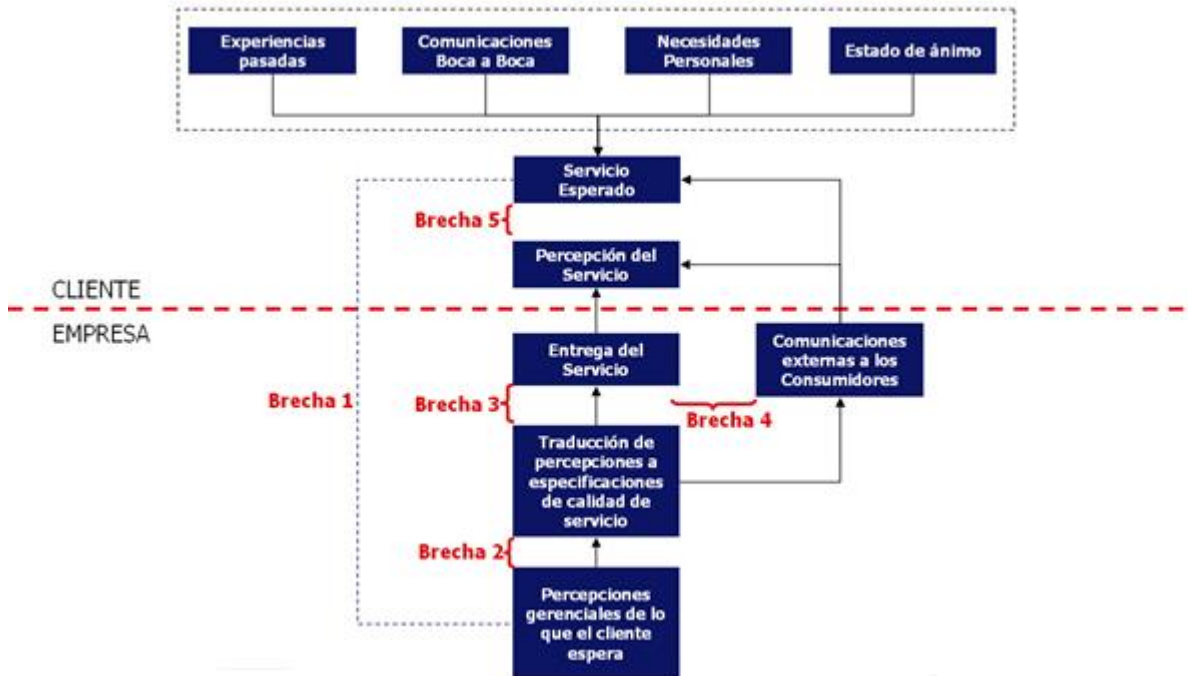 Experiencias
pasadas
Comunicaciones
Boca a Boca
Necesidades
Personales
Estado de ánimo
Servicio
Esperado
Brecha 5
Percepción del
Servicio
CLIENTE
EMPRESA
Entrega del
Servicio
Comunicaciones
externas a los
Consumidores
Brecha 1
Brecha 3
Brecha 4
Traducción de
percepciones a
especificaciones
de calidad de
servicio
Brecha 2
Percepciones
gerenciales de lo
que el cliente
espera